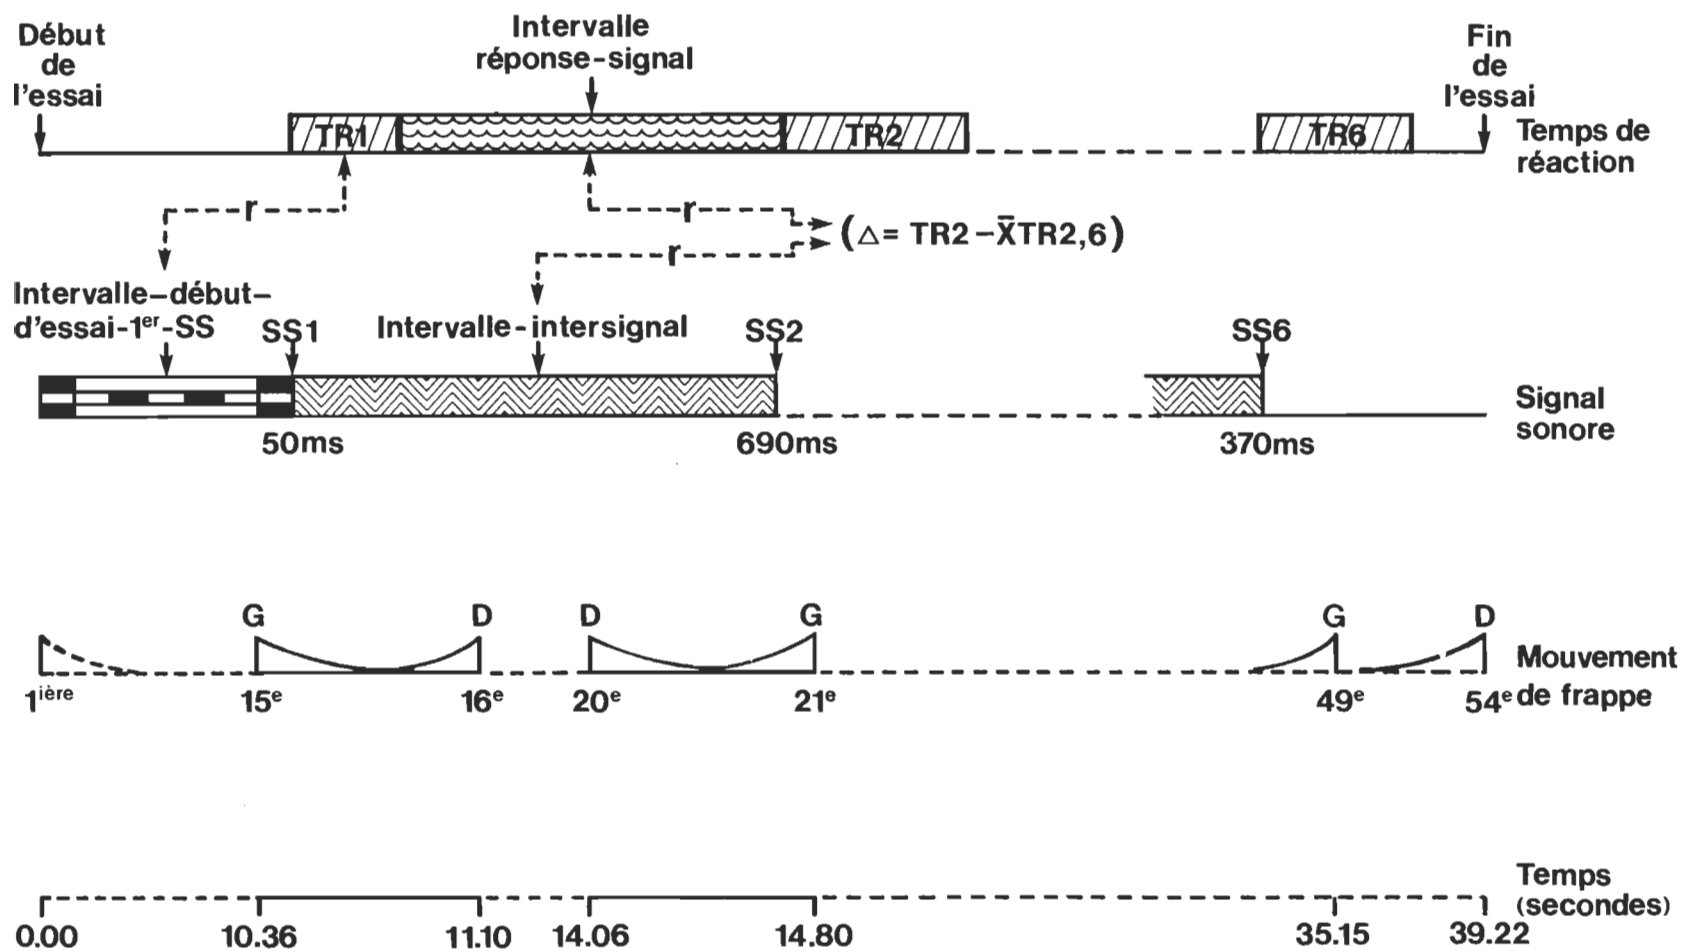 Début
de
l'essai
Intervalle
réponse-signal
Fin
de
l'essai
TR1
TR2
TR6
Temps de
réaction
r
r
r
(△= TR2-X̄TR2,6)
Intervalle-début-
d'essai-1er-SS
SS1
Intervalle-intersignal
SS2
SS6
Signal
sonore
50ms
690ms
370ms
G
D
D
G
G
D
Mouvement
de frappe
1ière
15e
16e
20e
21e
49e
54e
Temps
(secondes)
0.00
10.36
11.10
14.06
14.80
35.15
39.22